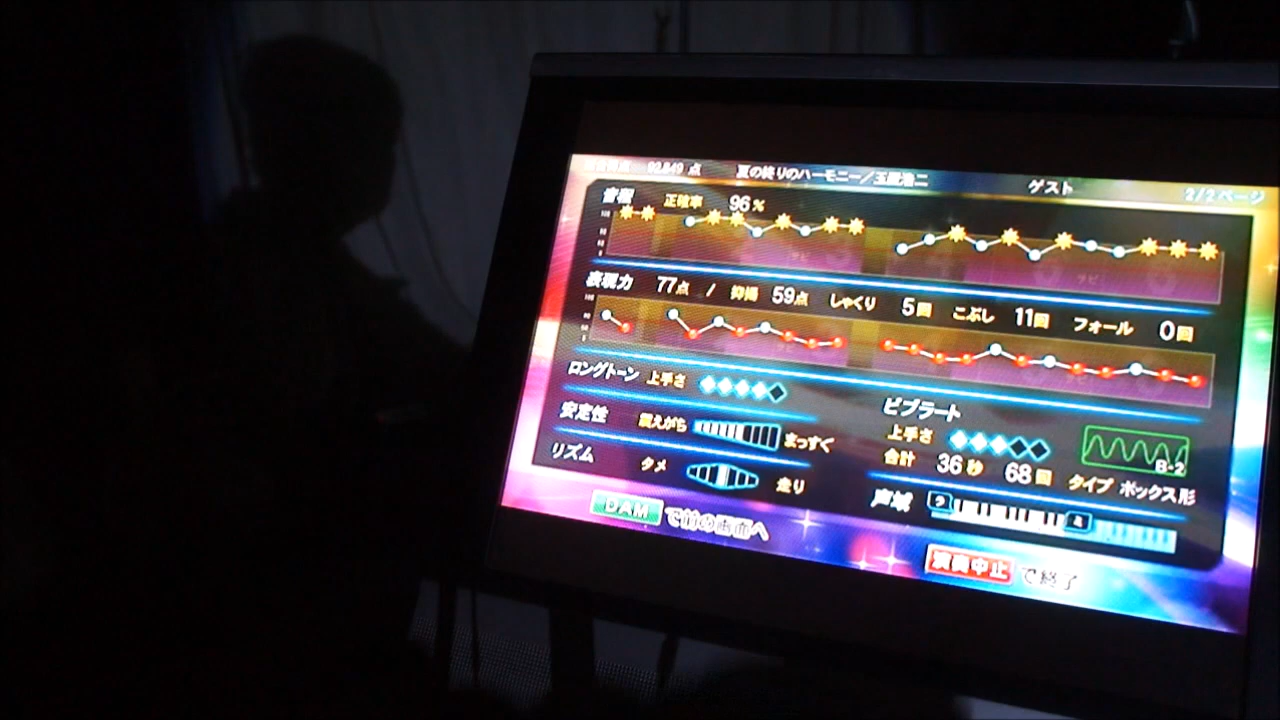 92.849 点 夏の終りのハーモニー／玉置浩二 ゲスト 2/2ページ
音程 正確率 96%
表現力 77点 / 抑揚 59点 しゃくり 5回 こぶし 11回 フォール 0回
ロングトーン 上手さ
安定性 震えがち まっすぐ
リズム タメ 走り
ビブラート
上手さ
合計 36秒 68回 タイプ ボックス形
B-2
声域
DAM で前の画面へ
演奏中止 で終了